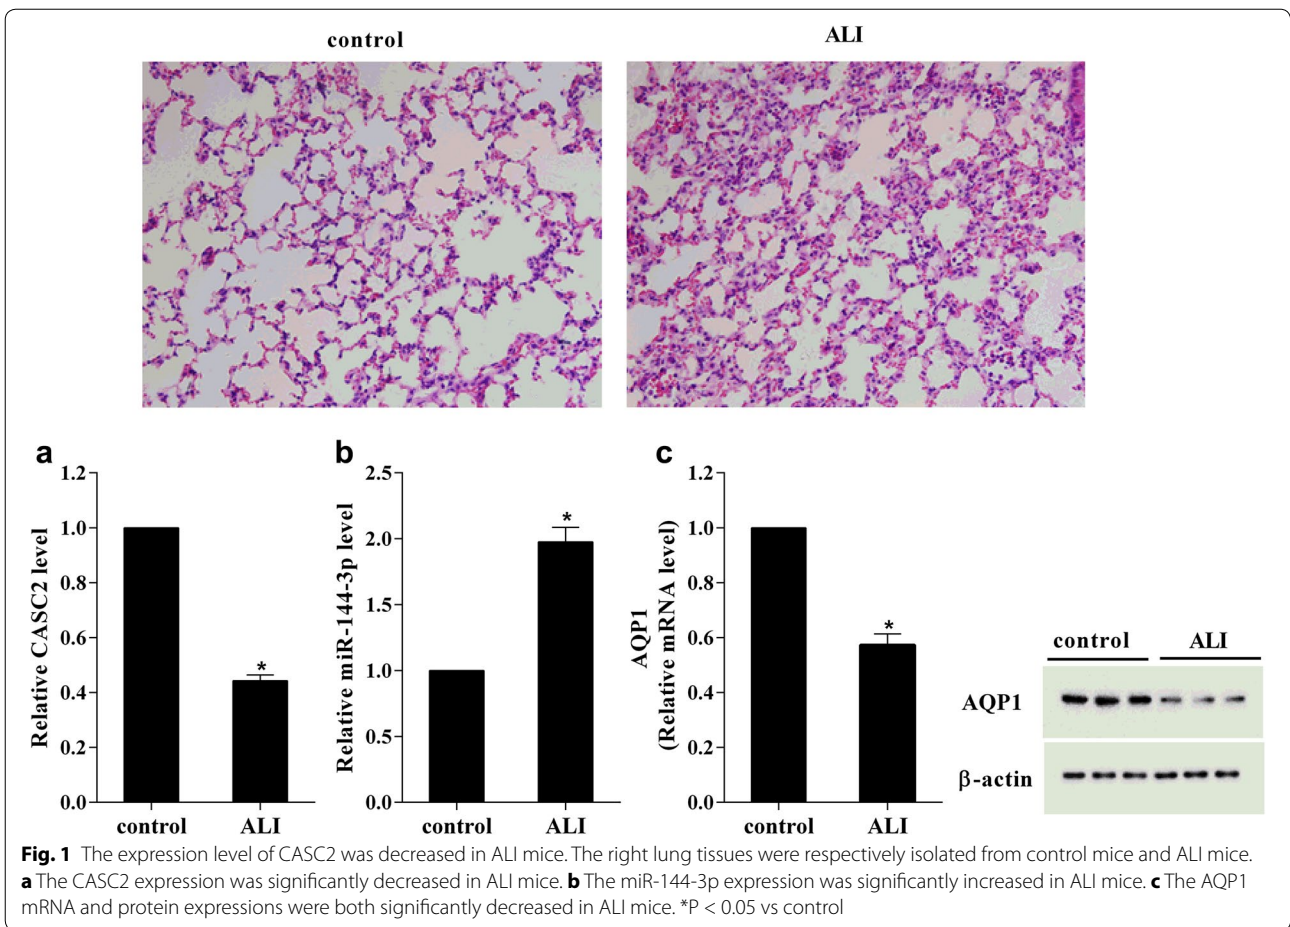 control
ALI
a
1.2
1.0
0.8
0.6
0.4
0.2
0.0
Relative CASC2 level
*
control
ALI
b
2.5
2.0
1.5
1.0
0.5
0.0
Relative miR-144-3p level
*
control
ALI
c
1.2
1.0
0.8
0.6
0.4
0.2
0.0
AQP1
(Relative mRNA level)
*
control
ALI
control
ALI
AQP1
β-actin
Fig. 1 The expression level of CASC2 was decreased in ALI mice. The right lung tissues were respectively isolated from control mice and ALI mice.
a The CASC2 expression was significantly decreased in ALI mice. b The miR-144-3p expression was significantly increased in ALI mice. c The AQP1
mRNA and protein expressions were both significantly decreased in ALI mice. *P < 0.05 vs control